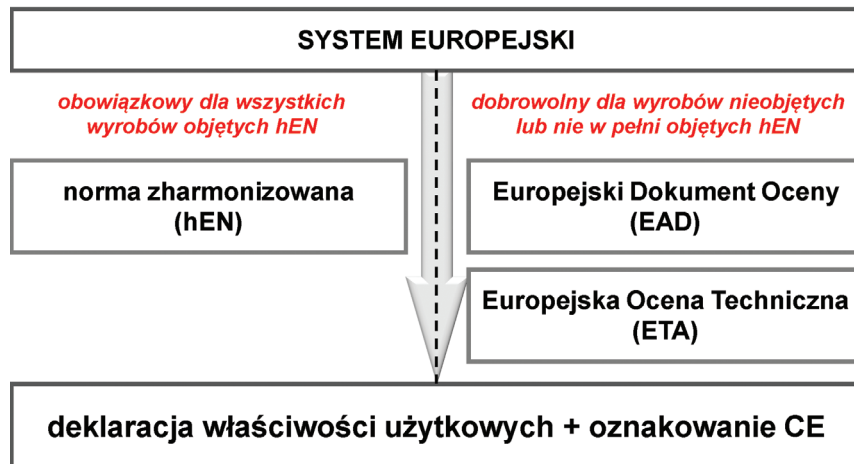 SYSTEM EUROPEJSKI
obowiązkowy dla wszystkich
wyrobów objętych hEN
dobrowolny dla wyrobów nieobjętych
lub nie w pełni objętych hEN
norma zharmonizowana
(hEN)
Europejski Dokument Oceny
(EAD)
Europejska Ocena Techniczna
(ETA)
deklaracja właściwości użytkowych + oznakowanie CE